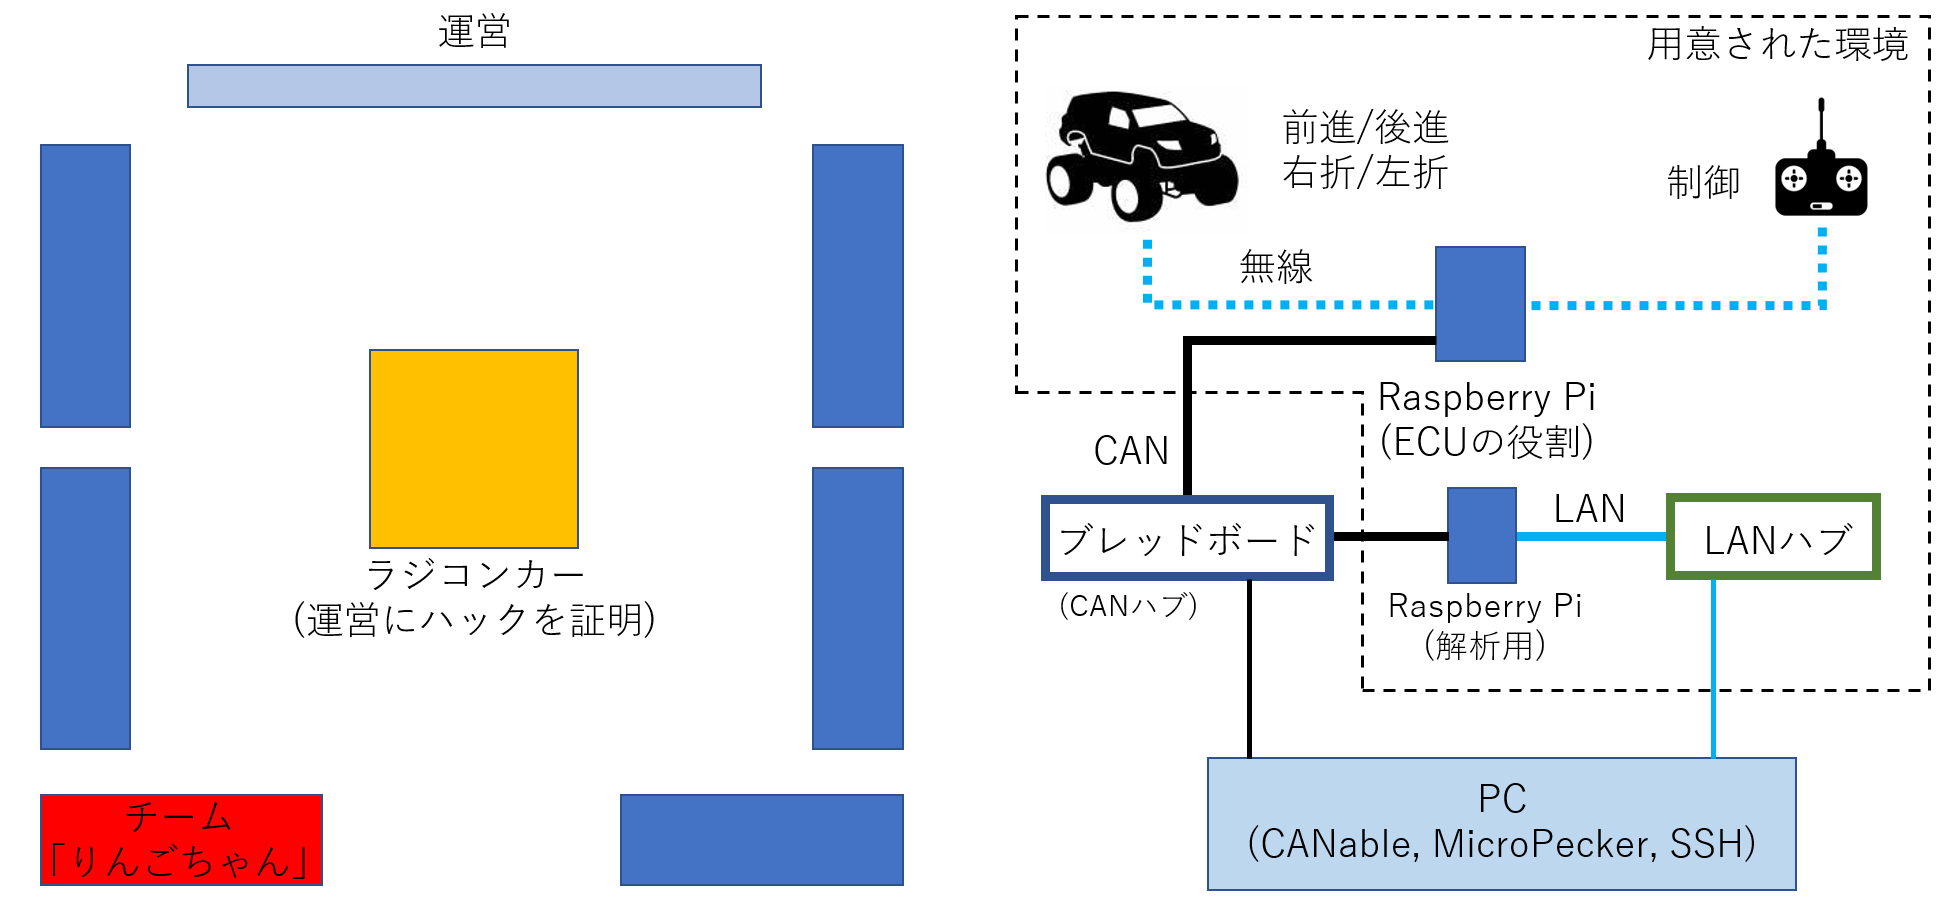 運営
ラジコンカー
(運営にハックを証明)
チーム
「りんごちゃん」
用意された環境
前進/後進
右折/左折
制御
無線
Raspberry Pi
(ECUの役割)
CAN
ブレッドボード
(CANハブ)
LAN
LANハブ
Raspberry Pi
(解析用)
PC
(CANable, MicroPecker, SSH)